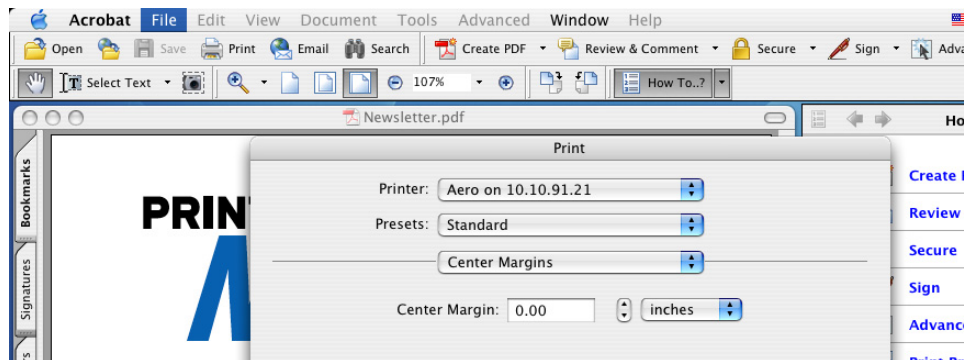 Acrobat File Edit View Document Tools Advanced Window Help
Open Save Print Email Search Create PDF Review & Comment Secure Sign
Select Text 107% How To..?
Newsletter.pdf
Print
Bookmarks
Signatures
Printer: Aero on 10.10.91.21
Presets: Standard
Center Margins
Center Margin: 0.00 inches
PRIN
Create
Review
Secure
Sign